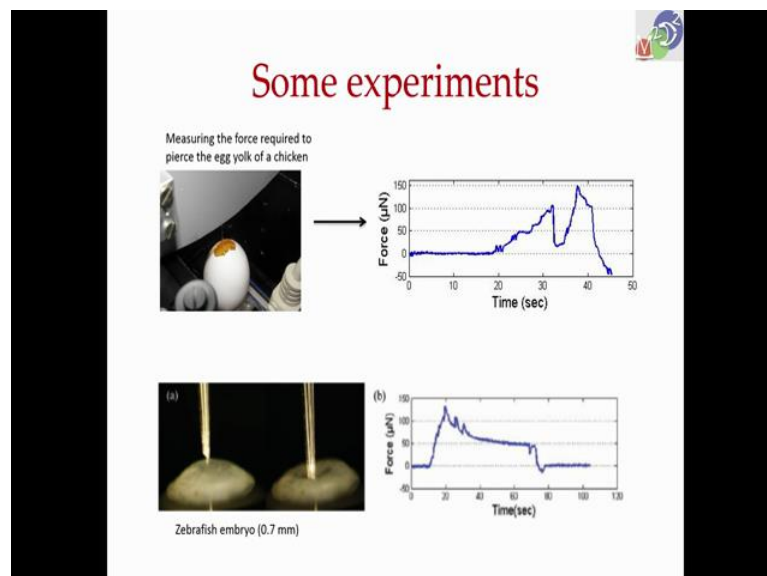 Some experiments
Measuring the force required to
pierce the egg yolk of a chicken
Force (µN)
150
100
50
0
-50
0 10 20 30 40 50
Time (sec)
(a)
(b)
Force (µN)
150
100
50
0
-50
0 20 40 60 80 100 120
Time(sec)
Zebrafish embryo (0.7 mm)